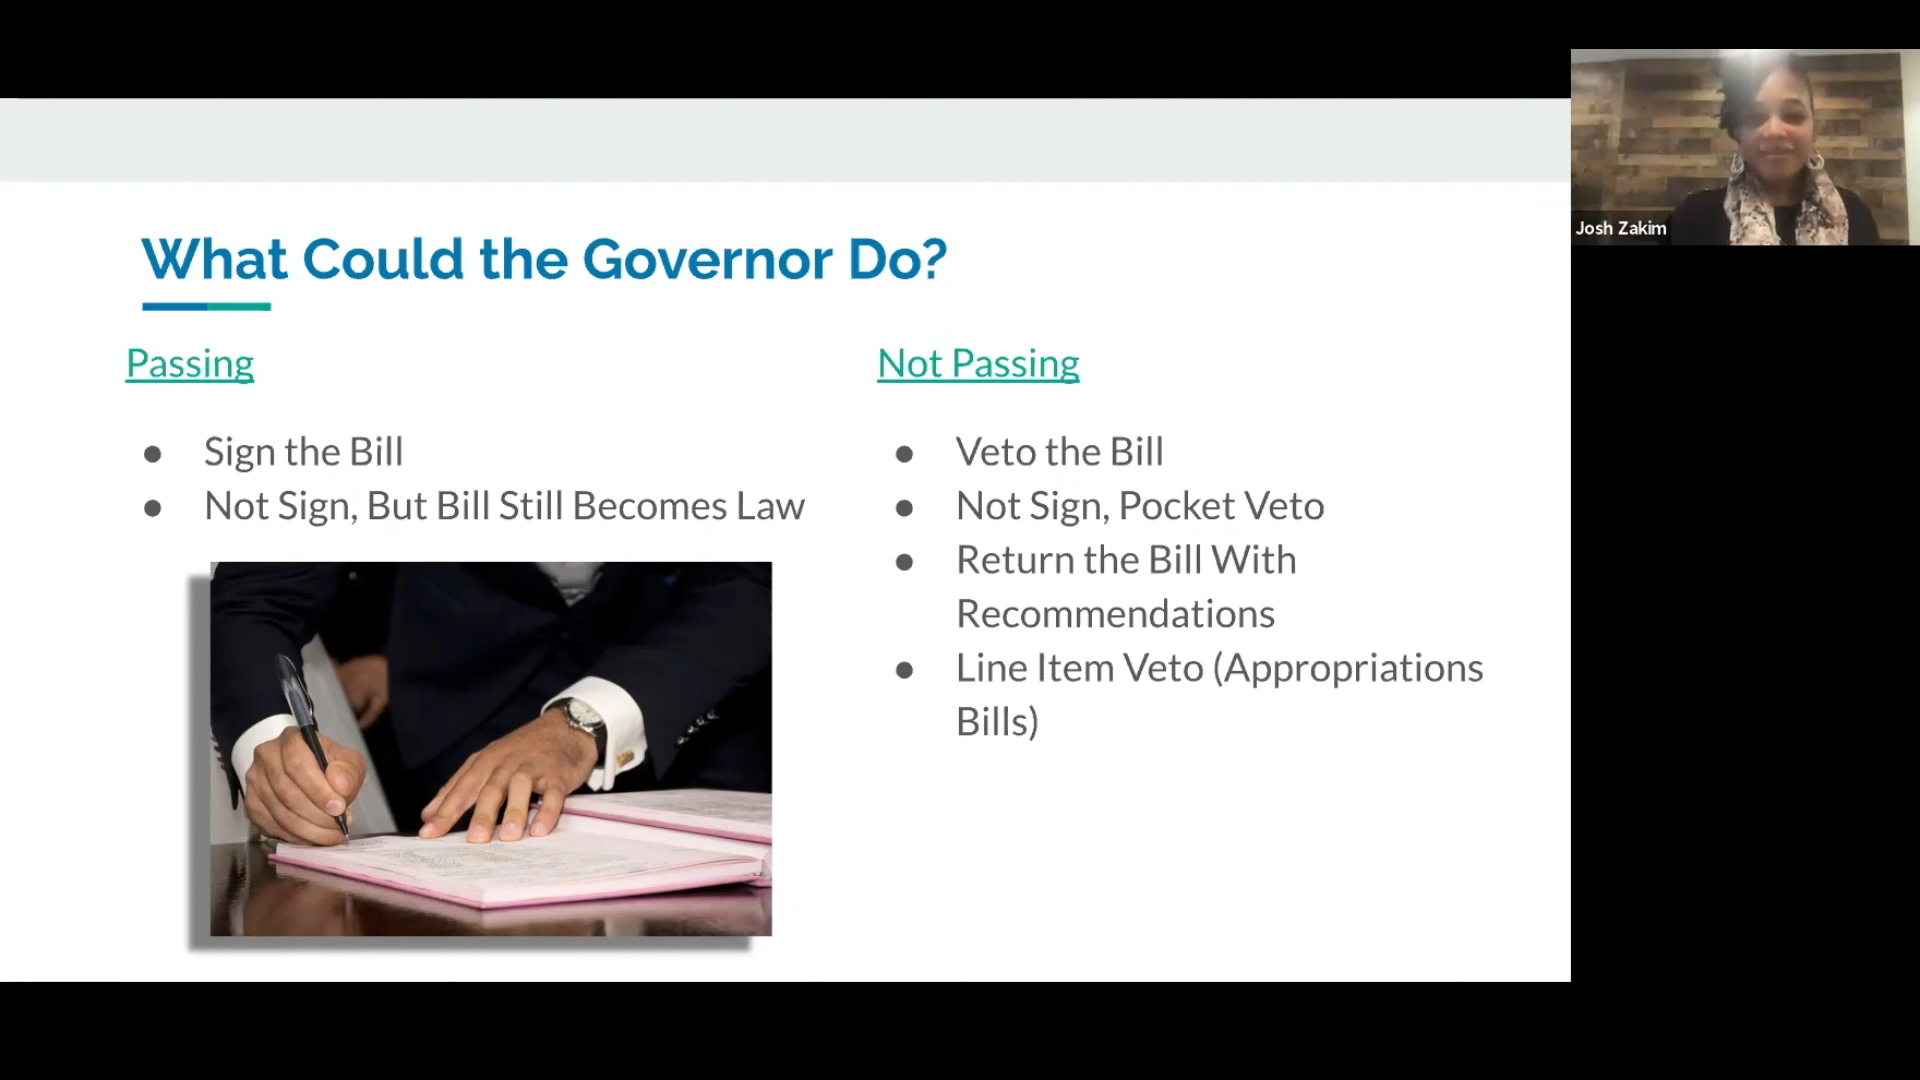 What Could the Governor Do?
Passing
● Sign the Bill
● Not Sign, But Bill Still Becomes Law
Not Passing
● Veto the Bill
● Not Sign, Pocket Veto
● Return the Bill With
Recommendations
● Line Item Veto (Appropriations
Bills)
Josh Zakim